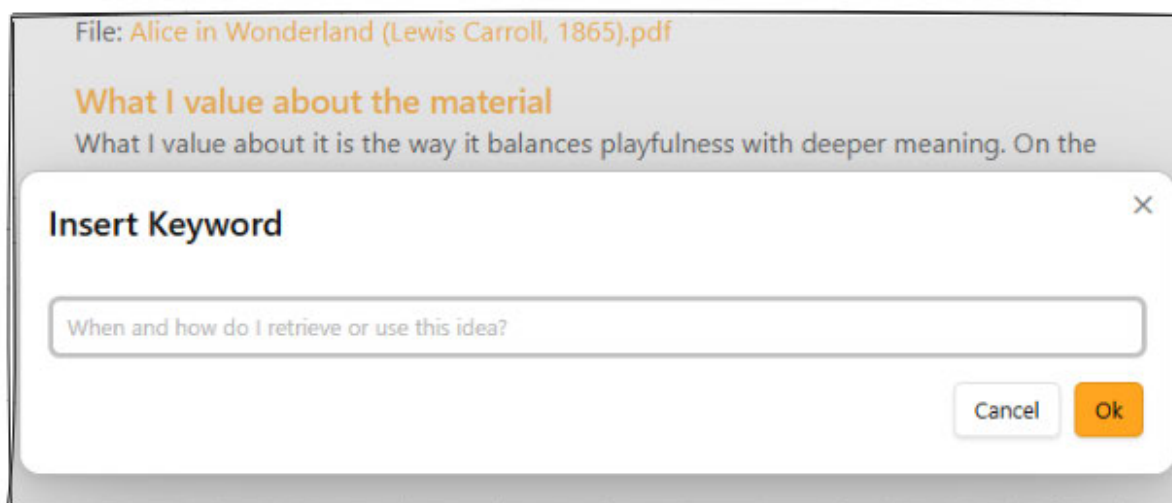 File: Alice in Wonderland (Lewis Carroll, 1865).pdf
What I value about the material
What I value about it is the way it balances playfulness with deeper meaning. On the
Insert Keyword
When and how do I retrieve or use this idea?
Cancel Ok